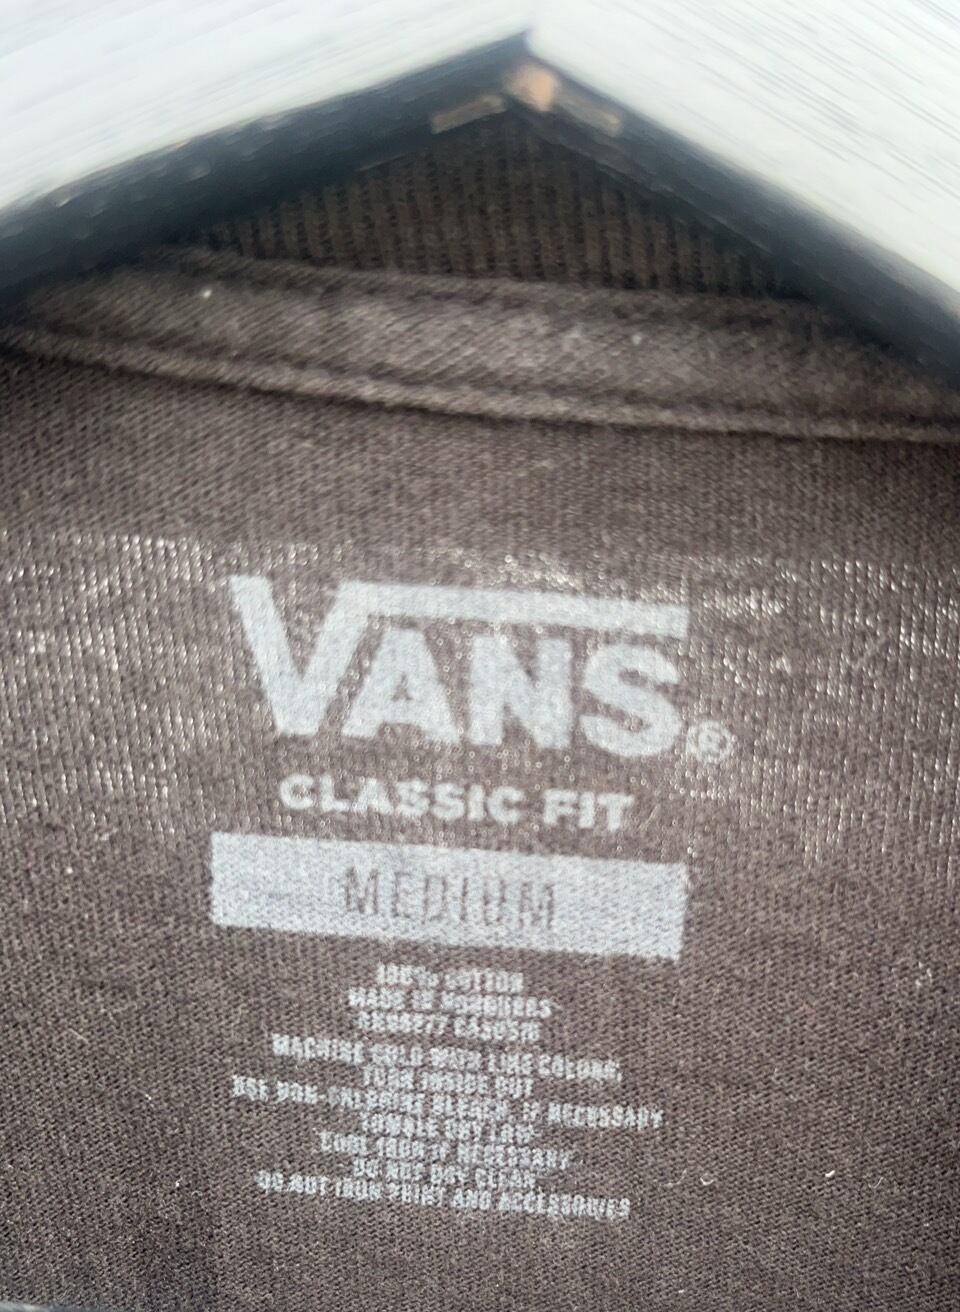 VANS®
CLASSIC FIT
MEDIUM
100% COTTON
MADE IN HONDURAS
MACHINE COLD WITH LIKE COLORS,
TURN INSIDE OUT
USE NON-CHLORINE BLEACH, IF NECESSARY
TUMBLE DRY LOW
COOL IRON IF NECESSARY
DO NOT DRY CLEAN,
DO NOT IRON PRINT AND ACCESSORIES